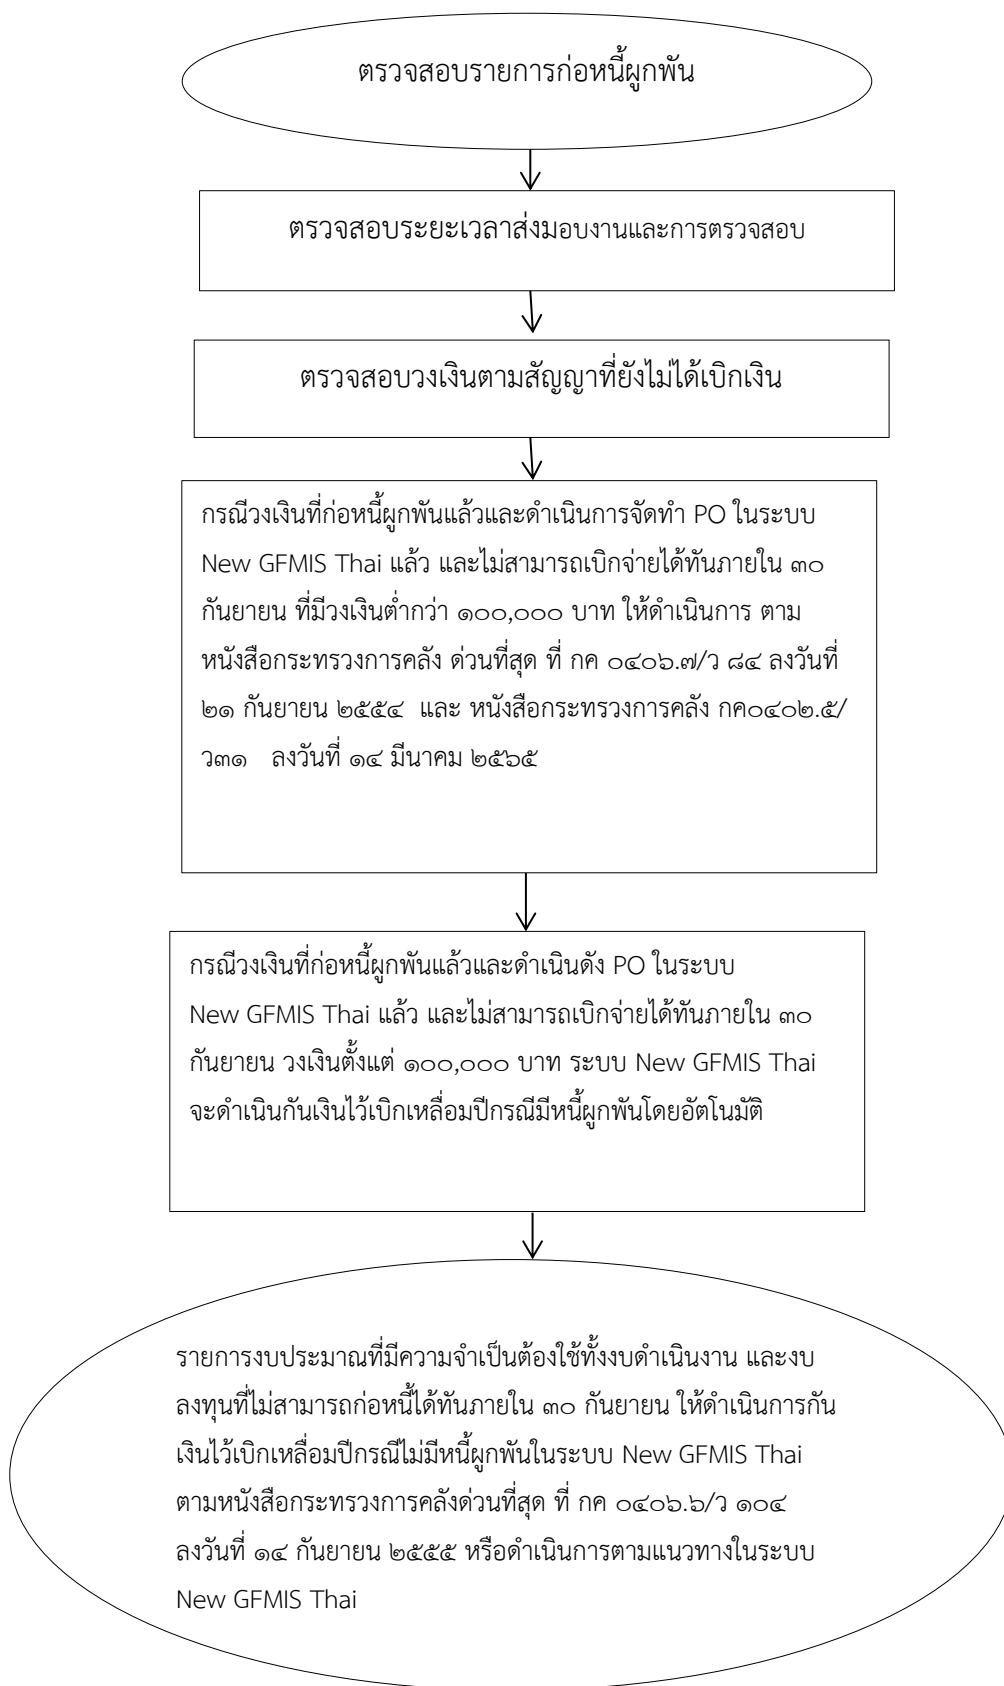 ตรวจสอบรายการก่อหนี้ผูกพัน
ตรวจสอบระยะเวลาส่งมอบงานและการตรวจสอบ
ตรวจสอบวงเงินตามสัญญาที่ยังไม่ได้เบิกเงิน
กรณีวงเงินที่ก่อหนี้ผูกพันแล้วและดำเนินการจัดทำ PO ในระบบ
New GFMIS Thai แล้ว และไม่สามารถเบิกจ่ายได้ทันภายใน ๓๐
กันยายน ที่มีวงเงินต่ำกว่า ๑๐๐,๐๐๐ บาท ให้ดำเนินการ ตาม
หนังสือกระทรวงการคลัง ด่วนที่สุด ที่ กค ๐๔๐๖.๗/ว ๘๔ ลงวันที่
๒๑ กันยายน ๒๕๕๔ และ หนังสือกระทรวงการคลัง กค๐๔๐๒.๕/
ว๓๑ ลงวันที่ ๑๔ มีนาคม ๒๕๖๕
กรณีวงเงินที่ก่อหนี้ผูกพันแล้วและดำเนินดัง PO ในระบบ
New GFMIS Thai แล้ว และไม่สามารถเบิกจ่ายได้ทันภายใน ๓๐
กันยายน วงเงินตั้งแต่ ๑๐๐,๐๐๐ บาท ระบบ New GFMIS Thai
จะดำเนินกันเงินไว้เบิกเหลื่อมปีกรณีมีหนี้ผูกพันโดยอัตโนมัติ
รายการงบประมาณที่มีความจำเป็นต้องใช้ทั้งงบดำเนินงาน และงบ
ลงทุนที่ไม่สามารถก่อหนี้ได้ทันภายใน ๓๐ กันยายน ให้ดำเนินการกัน
เงินไว้เบิกเหลื่อมปีกรณีไม่มีหนี้ผูกพันในระบบ New GFMIS Thai
ตามหนังสือกระทรวงการคลังด่วนที่สุด ที่ กค ๐๔๐๖.๖/ว ๑๐๔
ลงวันที่ ๑๔ กันยายน ๒๕๕๕ หรือดำเนินการตามแนวทางในระบบ
New GFMIS Thai